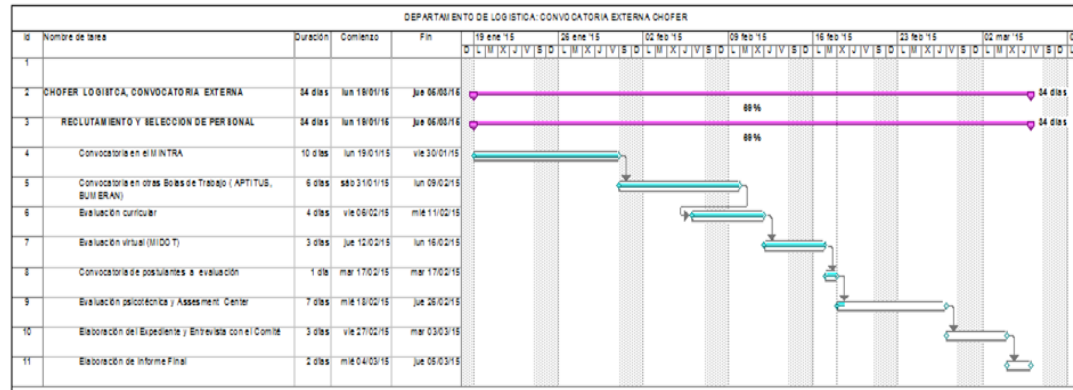 DEPARTAMENTO DE LOGISTICA: CONVOCATORIA EXTERNA CHOFER
Id Nombre de tarea Duración Comienzo Fin 19 ene '15 26 ene '15 02 feb '15 09 feb '15 16 feb '15 23 feb '15 02 mar '15
D L M X J V S D L M X J V S D L M X J V S D L M X J V S D L M X J V S D L M X J V S D L M X J V S D
1
2 CHOFER LOGISTCA, CONVOCATORIA EXTERNA 34 días lun 19/01/15 jue 05/03/15 34 días
69%
3 RECLUTAMIENTO Y SELECCION DE PERSONAL 34 días lun 19/01/15 jue 05/03/15 34 días
69%
4 Convocatoria en el MINTRA 10 días lun 19/01/15 vie 30/01/15
5 Convocatoria en otras Bolsas de Trabajo ( APTITUS, 6 días sáb 31/01/15 lun 09/02/15
BUMERAN)
6 Evaluación curricular 4 días vie 06/02/15 mié 11/02/15
7 Evaluación virtual (MIDOT) 3 días jue 12/02/15 lun 16/02/15
8 Convocatoria de postulantes a evaluación 1 día mar 17/02/15 mar 17/02/15
9 Evaluación psicotécnica y Assesment Center 7 días mié 18/02/15 jue 26/02/15
10 Elaboración del Expediente y Entrevista con el Comité 3 días vie 27/02/15 mar 03/03/15
11 Elaboración de Informe Final 2 días mié 04/03/15 jue 05/03/15